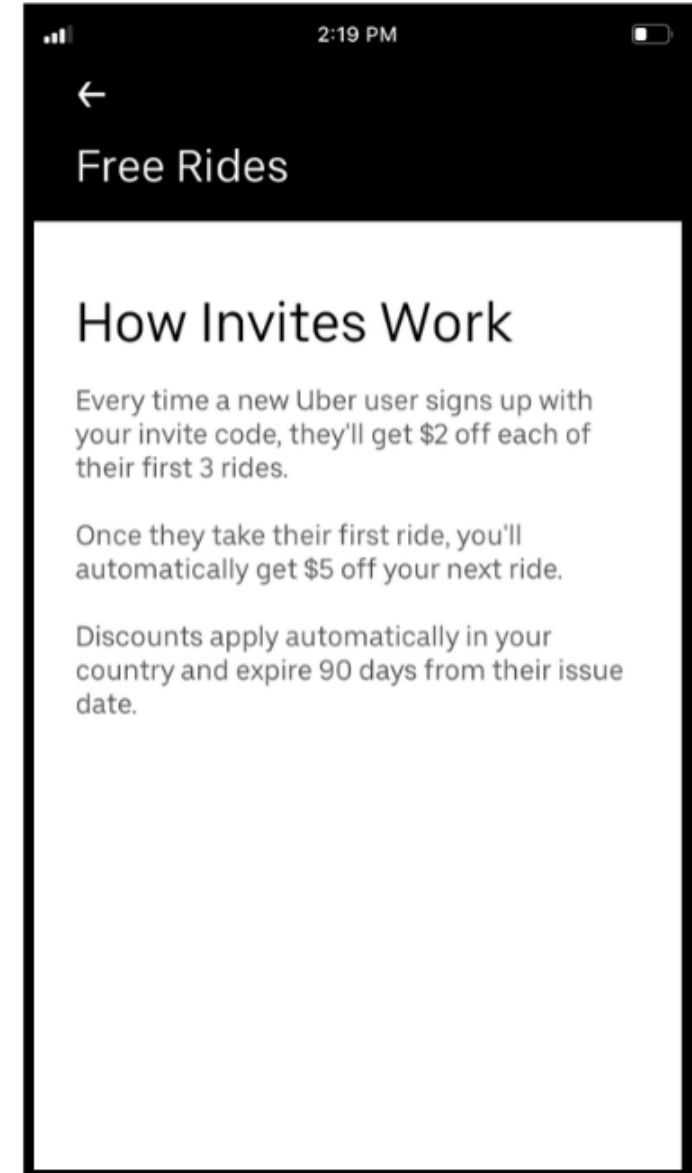 2:19 PM
Free Rides
How Invites Work
Every time a new Uber user signs up with
your invite code, they'll get $2 off each of
their first 3 rides.
Once they take their first ride, you'll
automatically get $5 off your next ride.
Discounts apply automatically in your
country and expire 90 days from their issue
date.